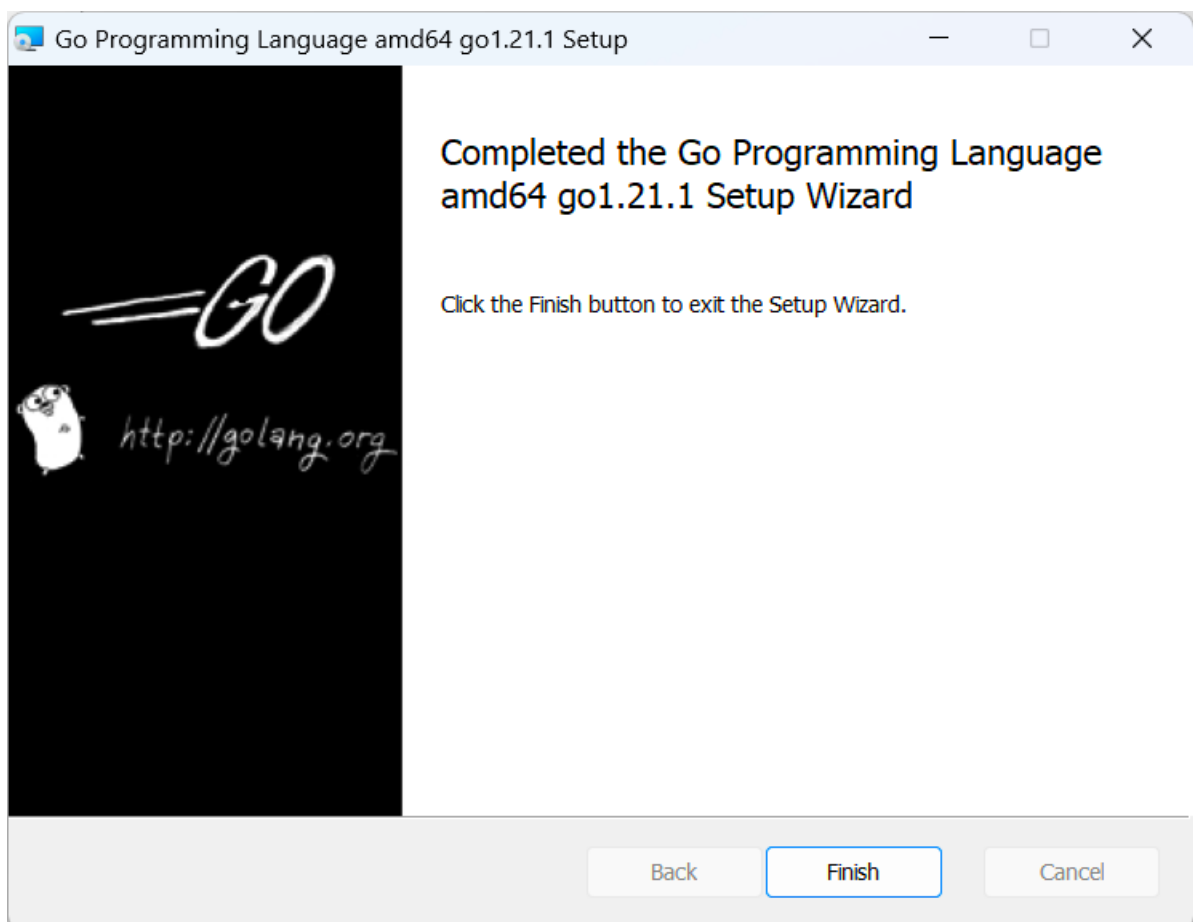 Go Programming Language amd64 go1.21.1 Setup
Completed the Go Programming Language
amd64 go1.21.1 Setup Wizard
Click the Finish button to exit the Setup Wizard.
GO
http://golang.org
Back
Finish
Cancel